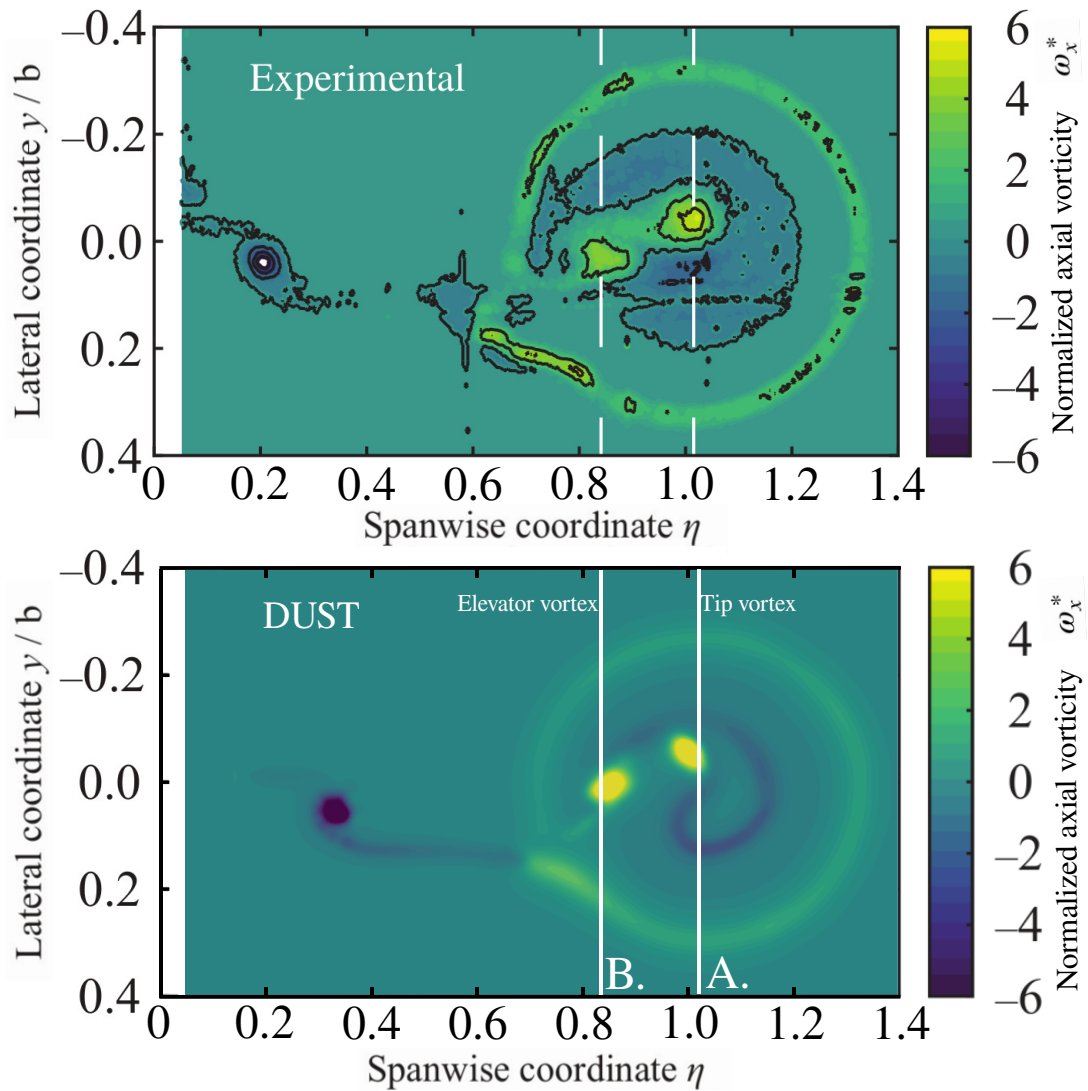 Experimental
Lateral coordinate y / b
−0.4
−0.2
0.0
0.2
0.4
0 0.2 0.4 0.6 0.8 1.0 1.2 1.4
Spanwise coordinate η
6
4
2
0
−2
−4
−6
Normalized axial vorticity ωₓ*
DUST
Elevator vortex
Tip vortex
B.
A.
Lateral coordinate y / b
−0.4
−0.2
0.0
0.2
0.4
0 0.2 0.4 0.6 0.8 1.0 1.2 1.4
Spanwise coordinate η
6
4
2
0
−2
−4
−6
Normalized axial vorticity ωₓ*